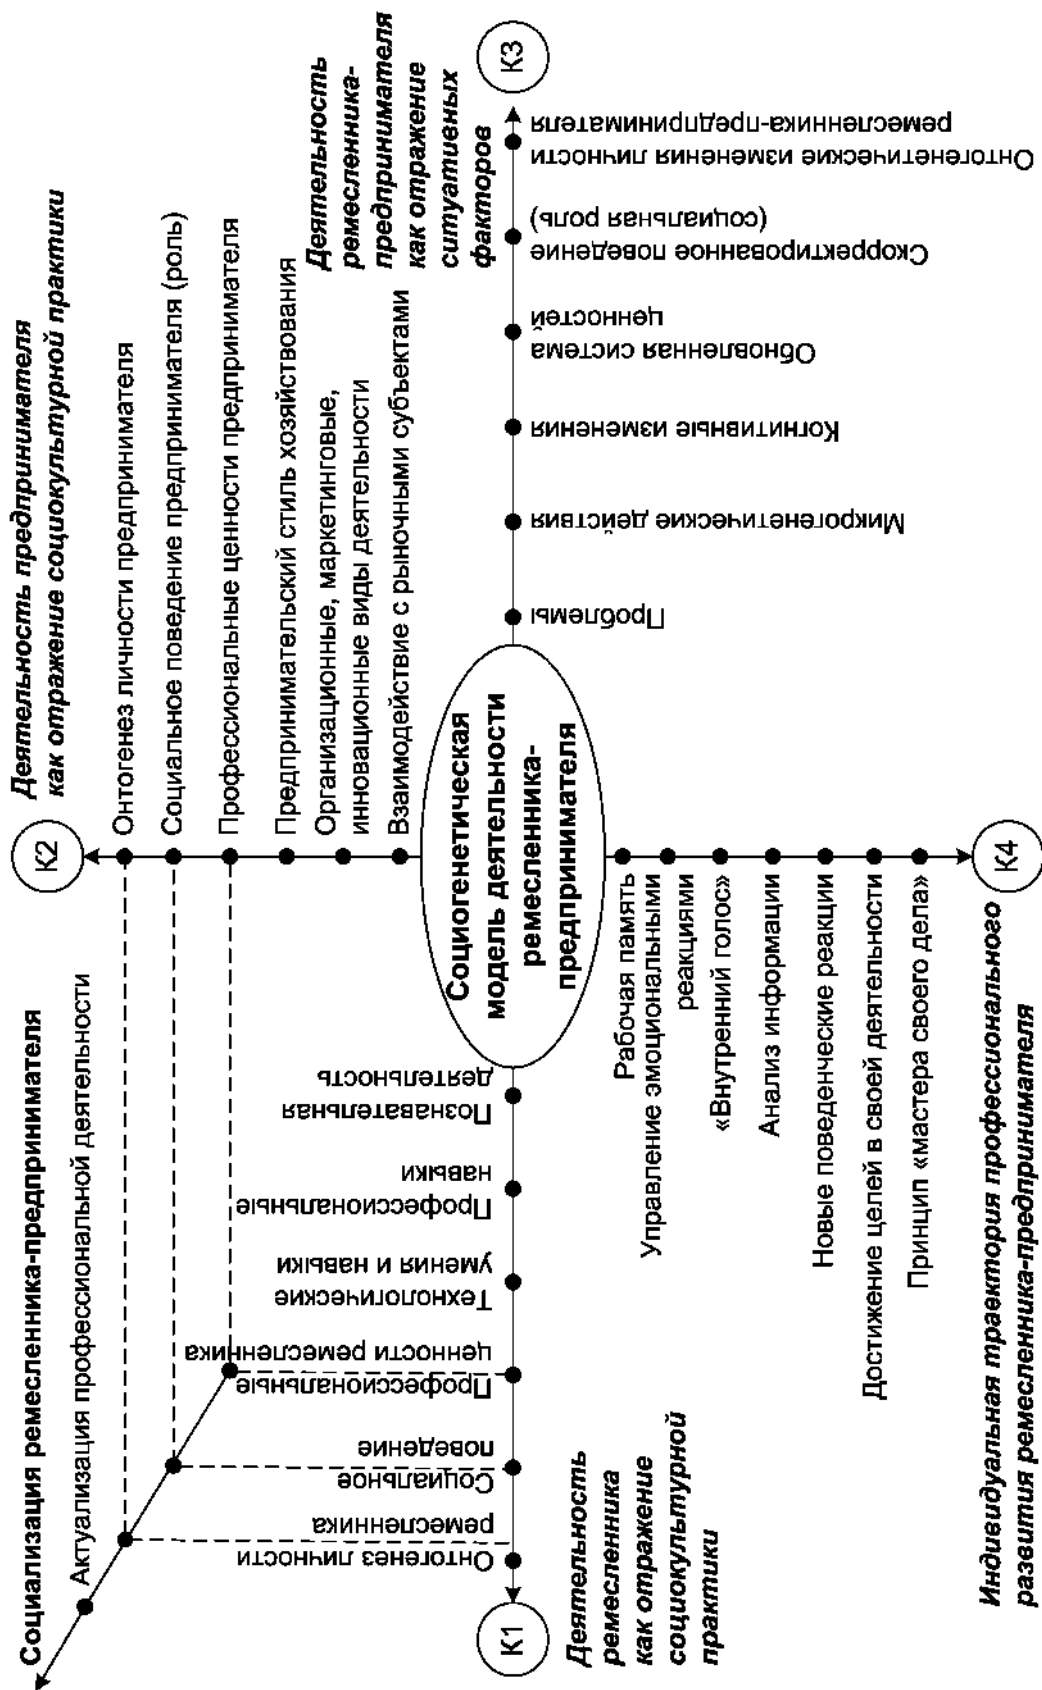 Социализация ремесленника-предпринимателя
Актуализация профессиональной деятельности
К2
Деятельность предпринимателя
как отражение социокультурной практики
Онтогенез личности предпринимателя
Социальное поведение предпринимателя (роль)
Профессиональные ценности предпринимателя
Предпринимательский стиль хозяйствования
Организационные, маркетинговые,
инновационные виды деятельности
Взаимодействие с рыночными субъектами
Социогенетическая
модель деятельности
ремесленника-
предпринимателя
К1
Деятельность
ремесленника
как отражение
социокультурной
практики
Онтогенез личности
ремесленника
Социальное
поведение
Профессиональные
ценности ремесленника
Технологические
умения и навыки
Профессиональные
навыки
Познавательная
деятельность
К3
Деятельность
ремесленника-
предпринимателя
как отражение
ситуативных
факторов
Проблемы
Микрогенетические действия
Когнитивные изменения
Обновленная система
ценностей
Скорректированное поведение
(социальная роль)
Онтогенетические изменения личности
ремесленника-предпринимателя
Рабочая память
Управление эмоциональными
реакциями
«Внутренний голос»
Анализ информации
Новые поведенческие реакции
Достижение целей в своей деятельности
Принцип «мастера своего дела»
К4
Индивидуальная траектория профессионального
развития ремесленника-предпринимателя